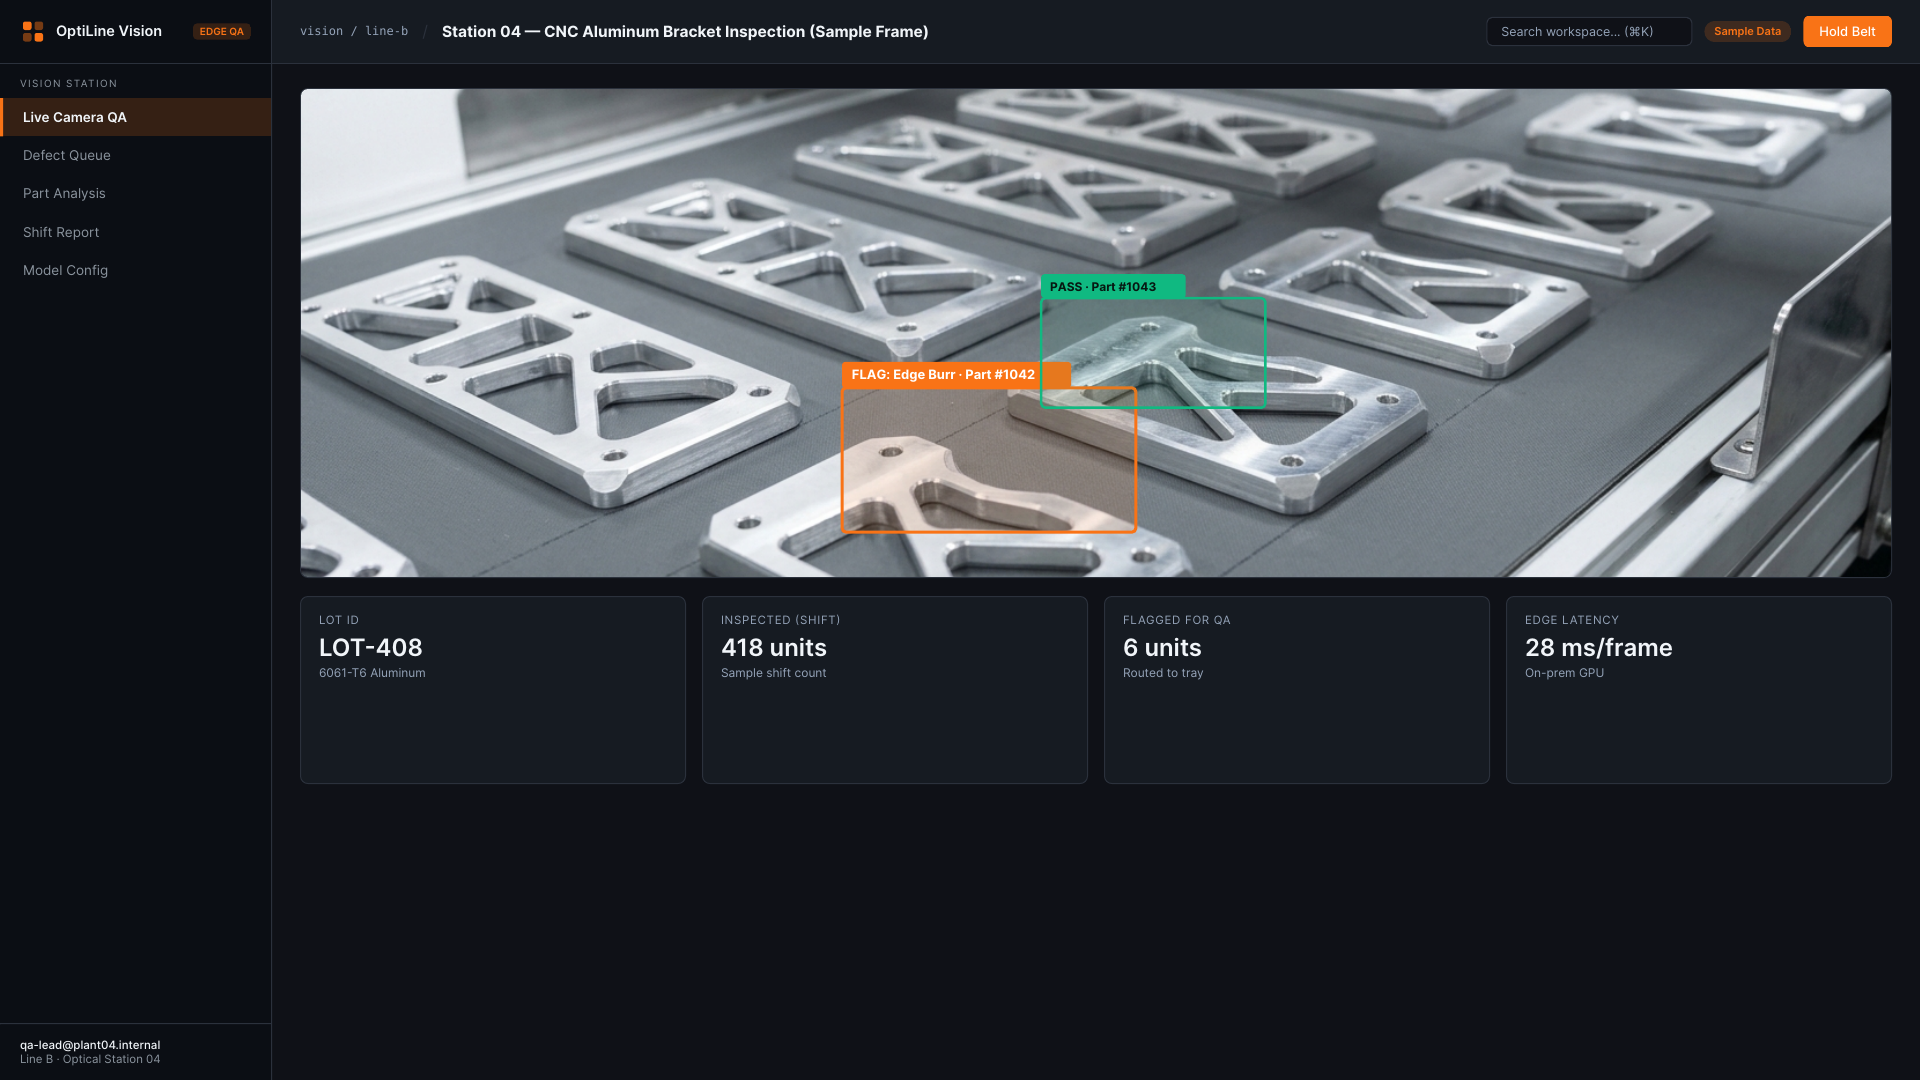 OptiLine Vision
EDGE QA
vision / line-b / Station 04 — CNC Aluminum Bracket Inspection (Sample Frame)
Search workspace... (⌘K)
Sample Data
Hold Belt
VISION STATION
Live Camera QA
Defect Queue
Part Analysis
Shift Report
Model Config
PASS · Part #1043
FLAG: Edge Burr · Part #1042
LOT ID
LOT-408
6061-T6 Aluminum
INSPECTED (SHIFT)
418 units
Sample shift count
FLAGGED FOR QA
6 units
Routed to tray
EDGE LATENCY
28 ms/frame
On-prem GPU
qa-lead@plant04.internal
Line B · Optical Station 04